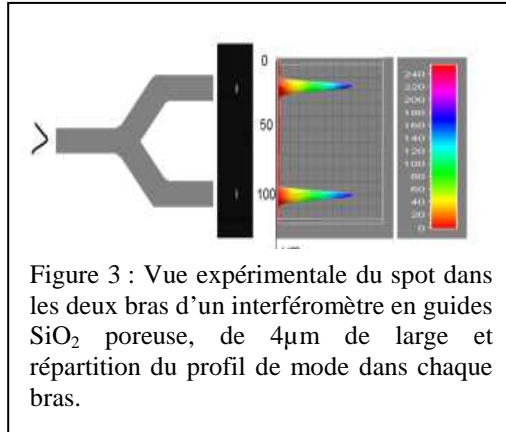 0
50
100
240
220
200
180
160
140
120
100
80
60
40
20
0
µm
Figure 3 : Vue expérimentale du spot dans
les deux bras d’un interféromètre en guides
SiO₂ poreuse, de 4µm de large et
répartition du profil de mode dans chaque
bras.